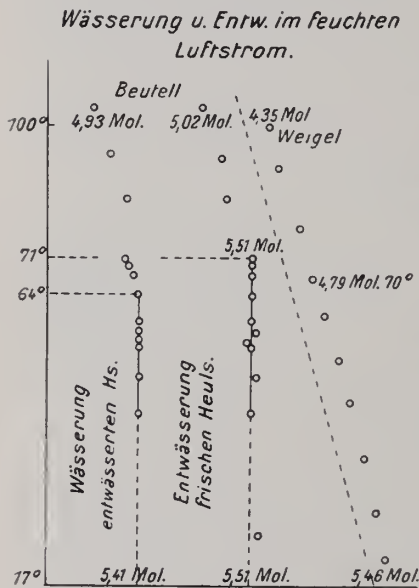 Wässerung u. Entw. im feuchten
Luftstrom.
Beutell
100°
4,93 Mol.
5,02 Mol.
4,35 Mol
Weigel
71°
5,51 Mol.
64°
4,79 Mol. 70°
Wässerung
entwässerten Hs.
Entwässerung
frischen Heuls.
17°
5,41 Mol.
5,51 Mol.
5,46 Mol.